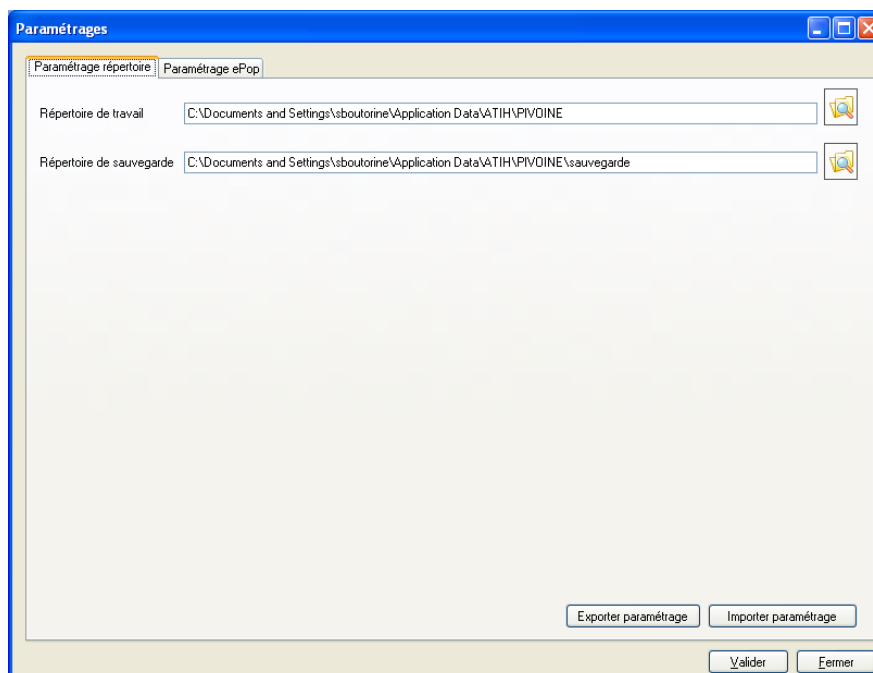 Paramétrages
Paramétrage répertoire Paramétrage ePop
Répertoire de travail C:\Documents and Settings\sboutorine\Application Data\ATIH\PIVOINE
Répertoire de sauvegarde C:\Documents and Settings\sboutorine\Application Data\ATIH\PIVOINE\sauvegarde
Exporter paramétrage Importer paramétrage
Valider Fermer